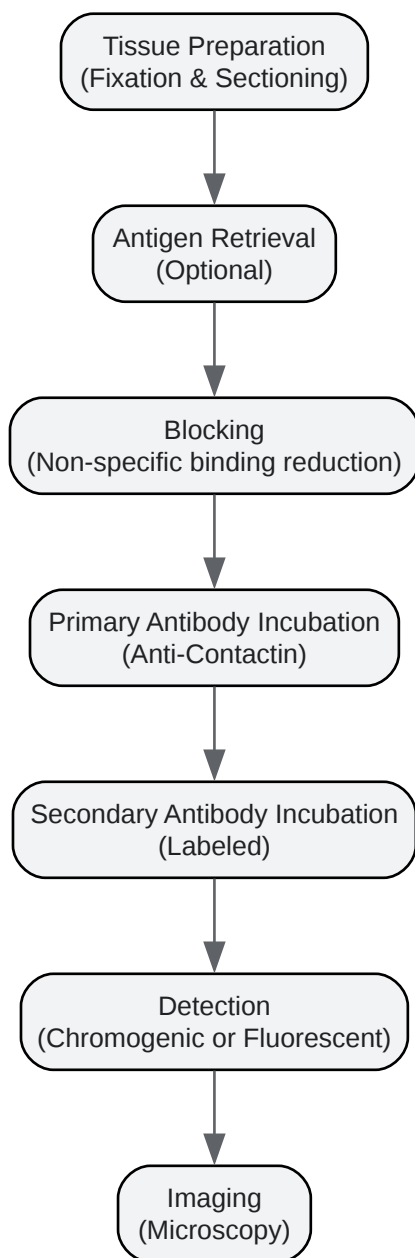 Tissue Preparation
(Fixation & Sectioning)
Antigen Retrieval
(Optional)
Blocking
(Non-specific binding reduction)
Primary Antibody Incubation
(Anti-Contactin)
Secondary Antibody Incubation
(Labeled)
Detection
(Chromogenic or Fluorescent)
Imaging
(Microscopy)